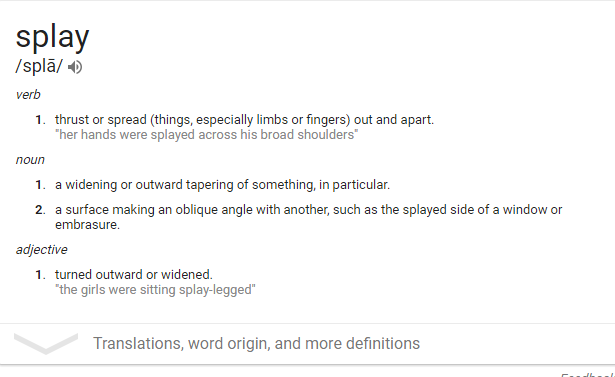 splay
/splā/
verb
1. thrust or spread (things, especially limbs or fingers) out and apart.
"her hands were splayed across his broad shoulders"
noun
1. a widening or outward tapering of something, in particular.
2. a surface making an oblique angle with another, such as the splayed side of a window or
embrasure.
adjective
1. turned outward or widened.
"the girls were sitting splay-legged"
Translations, word origin, and more definitions